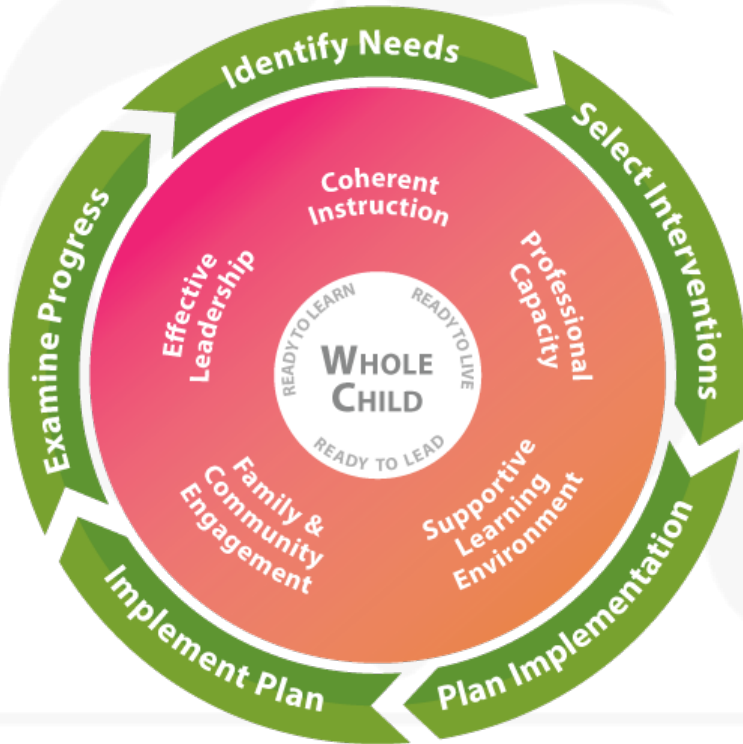 Identify Needs
Select Interventions
Plan Implementation
Implement Plan
Examine Progress
Coherent
Instruction
Professional
Capacity
Supportive
Learning
Environment
Family &
Community
Engagement
Effective
Leadership
READY TO LEARN
READY TO LIVE
WHOLE
CHILD
READY TO LEAD